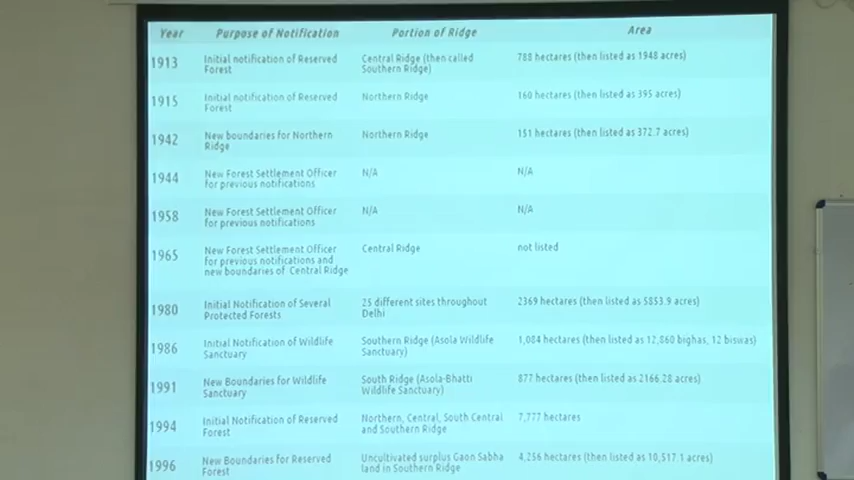 Year Purpose of Notification Portion of Ridge Area
1913 Initial notification of Reserved Forest Central Ridge (then called Southern Ridge) 788 hectares (then listed as 1948 acres)
1915 Initial notification of Reserved Forest Northern Ridge 160 hectares (then listed as 395 acres)
1942 New boundaries for Northern Ridge Northern Ridge 151 hectares (then listed as 372.7 acres)
1944 New Forest Settlement Officer for previous notifications N/A N/A
1958 New Forest Settlement Officer for previous notifications N/A N/A
1965 New Forest Settlement Officer for previous notifications and new boundaries of Central Ridge Central Ridge not listed
1980 Initial Notification of Several Protected Forests 25 different sites throughout Delhi 2369 hectares (then listed as 5853.9 acres)
1986 Initial Notification of Wildlife Sanctuary Southern Ridge (Asola Wildlife Sanctuary) 1,084 hectares (then listed as 12,860 bighas, 12 biswas)
1991 New Boundaries for Wildlife Sanctuary South Ridge (Asola-Bhatti Wildlife Sanctuary) 877 hectares (then listed as 2166.28 acres)
1994 Initial Notification of Reserved Forest Northern, Central, South Central and Southern Ridge 7,777 hectares
1996 New Boundaries for Reserved Forest Uncultivated surplus Gaon Sabha land in Southern Ridge 4,256 hectares (then listed as 10,517.1 acres)